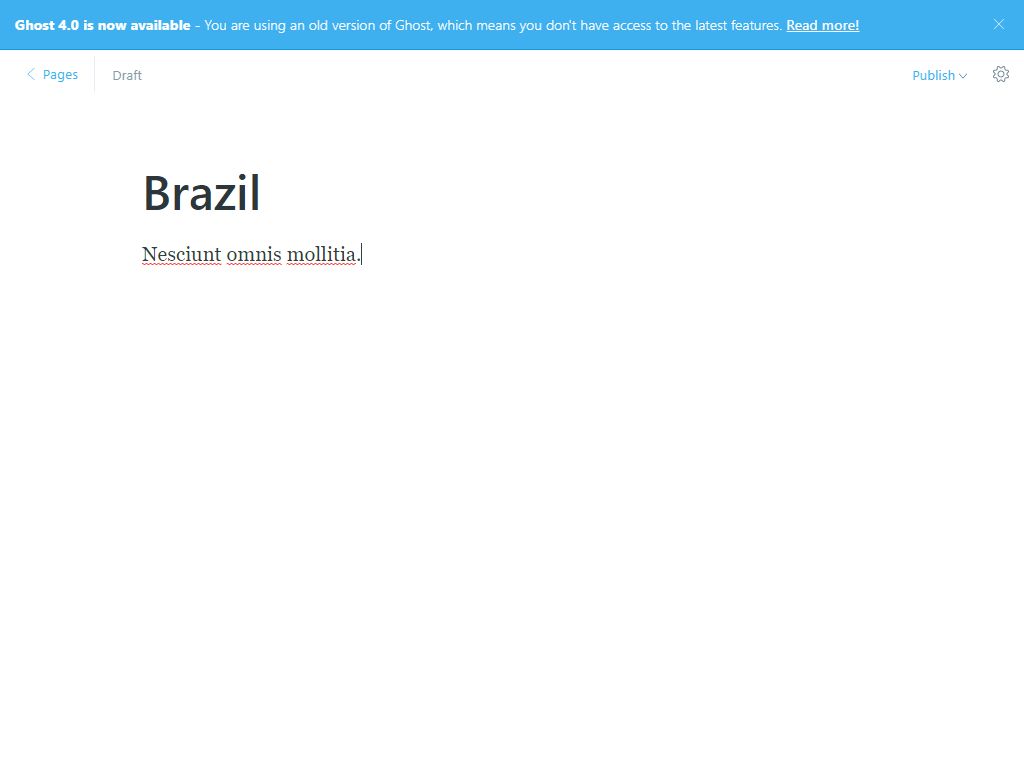 Ghost 4.0 is now available - You are using an old version of Ghost, which means you don't have access to the latest features. Read more!
Pages
Draft
Publish
Brazil
Nesciunt omnis mollitia.